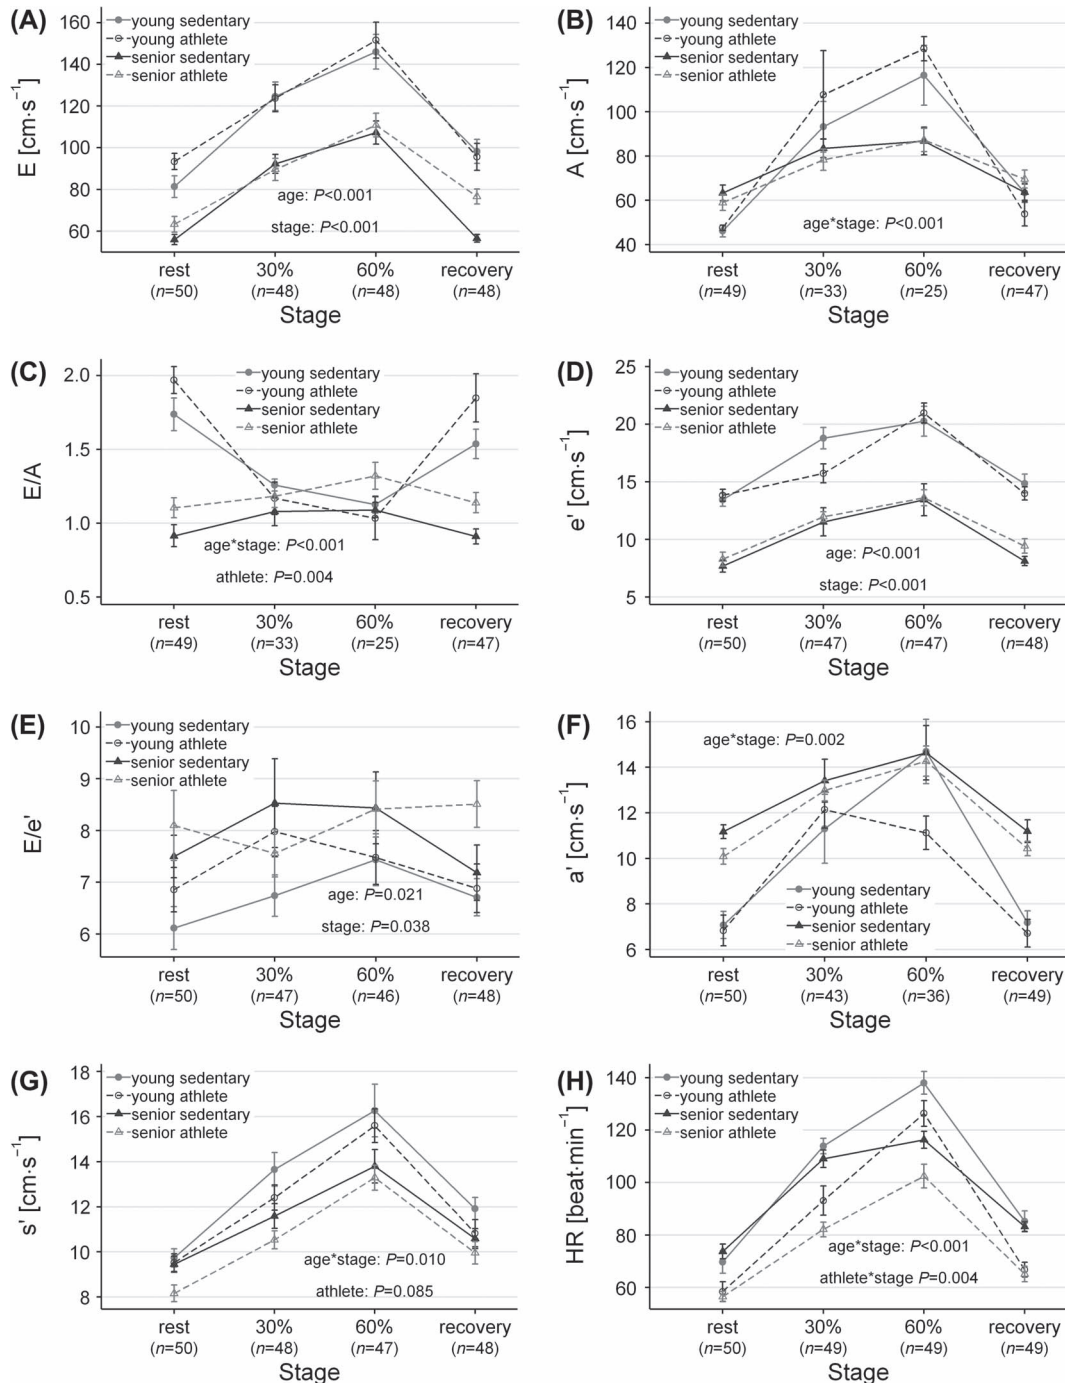 (A)
160
140
120
100
80
60
E [cm·s⁻¹]
young sedentary
young athlete
senior sedentary
senior athlete
age: P<0.001
stage: P<0.001
rest
30%
60%
recovery
(n=50)
(n=48)
(n=48)
(n=48)
Stage
(B)
140
120
100
80
60
40
A [cm·s⁻¹]
young sedentary
young athlete
senior sedentary
senior athlete
age*stage: P<0.001
rest
30%
60%
recovery
(n=49)
(n=33)
(n=25)
(n=47)
Stage
(C)
2.0
1.5
1.0
0.5
E/A
young sedentary
young athlete
senior sedentary
senior athlete
age*stage: P<0.001
athlete: P=0.004
rest
30%
60%
recovery
(n=49)
(n=33)
(n=25)
(n=47)
Stage
(D)
25
20
15
10
5
e' [cm·s⁻¹]
young sedentary
young athlete
senior sedentary
senior athlete
age: P<0.001
stage: P<0.001
rest
30%
60%
recovery
(n=50)
(n=47)
(n=47)
(n=48)
Stage
(E)
10
9
8
7
6
E/e'
young sedentary
young athlete
senior sedentary
senior athlete
age: P=0.021
stage: P=0.038
rest
30%
60%
recovery
(n=50)
(n=47)
(n=46)
(n=48)
Stage
(F)
16
14
12
10
8
6
a' [cm·s⁻¹]
age*stage: P=0.002
young sedentary
young athlete
senior sedentary
senior athlete
rest
30%
60%
recovery
(n=50)
(n=43)
(n=36)
(n=49)
Stage
(G)
18
16
14
12
10
8
s' [cm·s⁻¹]
young sedentary
young athlete
senior sedentary
senior athlete
age*stage: P=0.010
athlete: P=0.085
rest
30%
60%
recovery
(n=50)
(n=48)
(n=47)
(n=48)
Stage
(H)
140
120
100
80
60
HR [beat·min⁻¹]
young sedentary
young athlete
senior sedentary
senior athlete
age*stage: P<0.001
athlete*stage P=0.004
rest
30%
60%
recovery
(n=50)
(n=49)
(n=49)
(n=49)
Stage